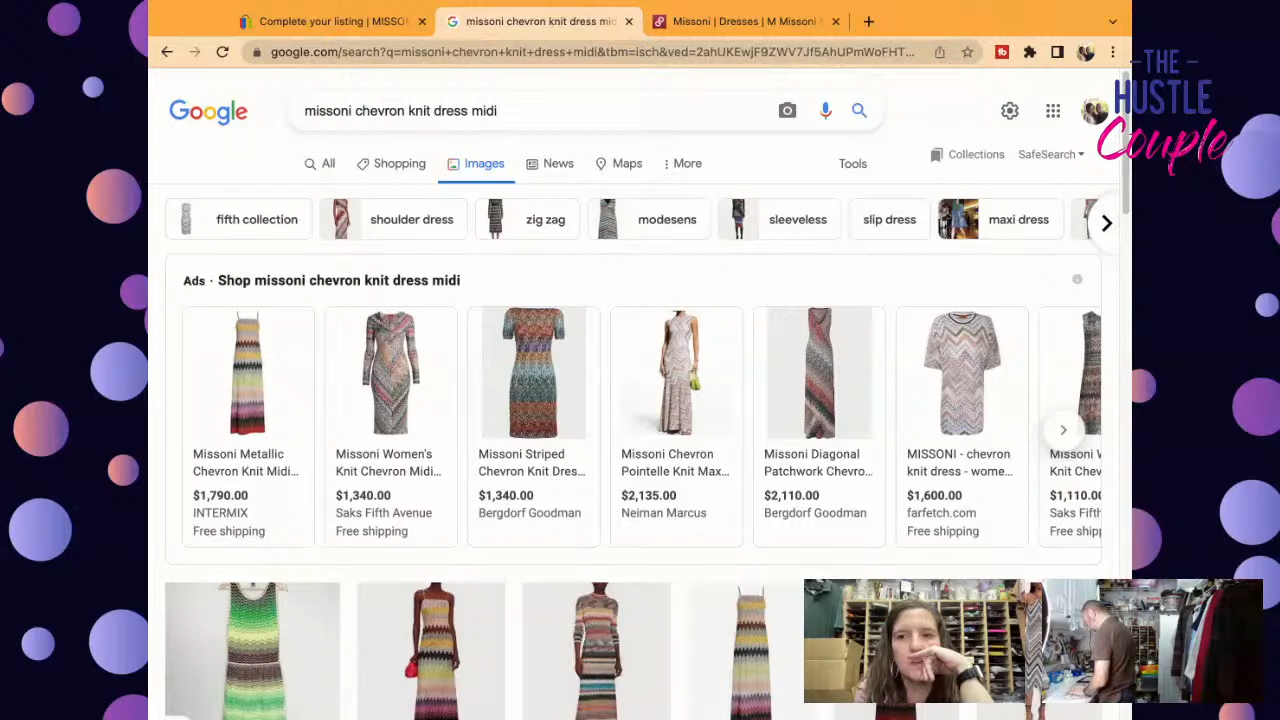 Complete your listing | MISSON
missoni chevron knit dress mid
Missoni | Dresses | M Missoni
google.com/search?q=missoni+chevron+knit+dress+midi&tbm=isch&ved=2ahUKEwjF9ZWV7Jf5AhUPmWoFHT...
THE
HUSTLE
Couple
Google
missoni chevron knit dress midi
All
Shopping
Images
News
Maps
More
Tools
Collections
SafeSearch
fifth collection
shoulder dress
zig zag
modesens
sleeveless
slip dress
maxi dress
Ads · Shop missoni chevron knit dress midi
Missoni Metallic
Chevron Knit Midi...
$1,790.00
INTERMIX
Free shipping
Missoni Women's
Knit Chevron Midi...
$1,340.00
Saks Fifth Avenue
Free shipping
Missoni Striped
Chevron Knit Dres...
$1,340.00
Bergdorf Goodman
Missoni Chevron
Pointelle Knit Max...
$2,135.00
Neiman Marcus
Missoni Diagonal
Patchwork Chevro...
$2,110.00
Bergdorf Goodman
MISSONI - chevron
knit dress - wome...
$1,600.00
farfetch.com
Free shipping
Missoni W
Knit Chev
$1,110.00
Saks Fift
Free ship